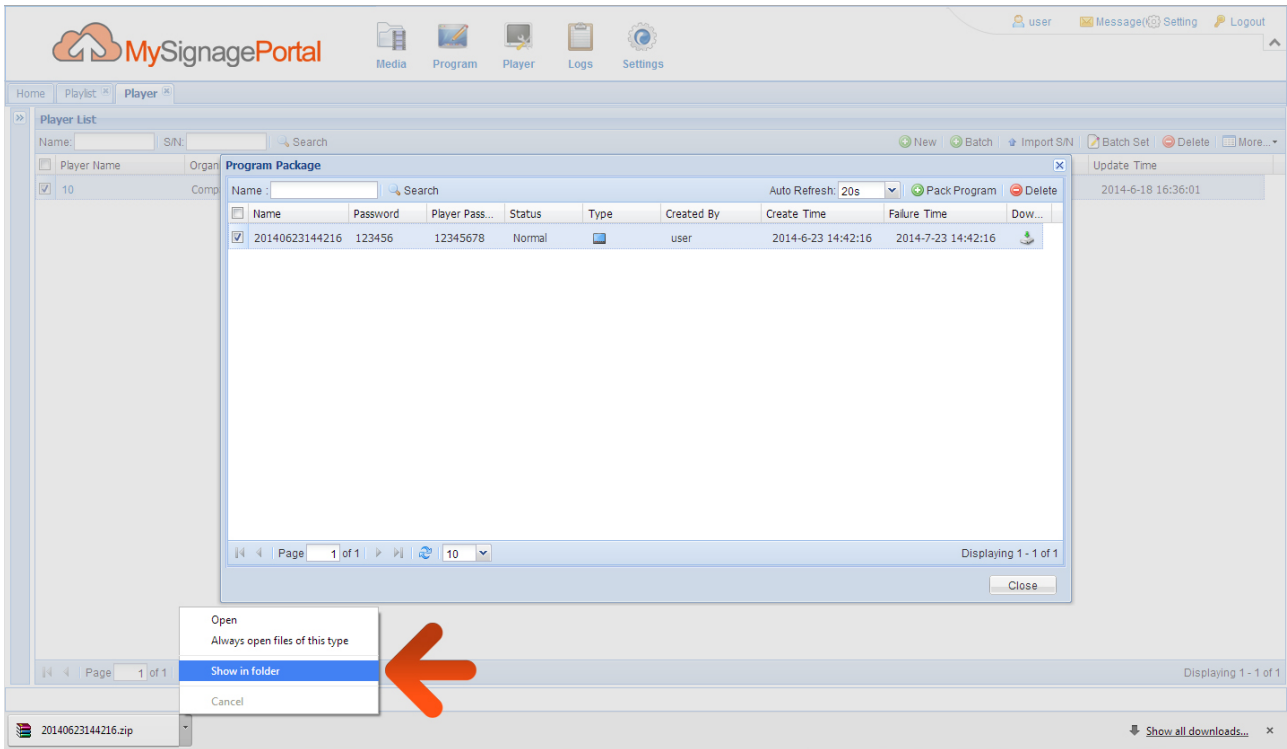 user Message( Setting Logout
MySignagePortal
Media Program Player Logs Settings
Home Playlist Player
Player List
Name: S/N: Search New Batch Import S/N Batch Set Delete More...
Player Name Organ Update Time
10 Comp 2014-6-18 16:36:01
Program Package
Name : Search Auto Refresh: 20s Pack Program Delete
Name Password Player Pass... Status Type Created By Create Time Failure Time Dow...
20140623144216 123456 12345678 Normal user 2014-6-23 14:42:16 2014-7-23 14:42:16
Page 1 of 1 10 Displaying 1 - 1 of 1
Close
Open
Always open files of this type
Show in folder
Cancel
Page 1 of 1 Displaying 1 - 1 of 1
20140623144216.zip Show all downloads...